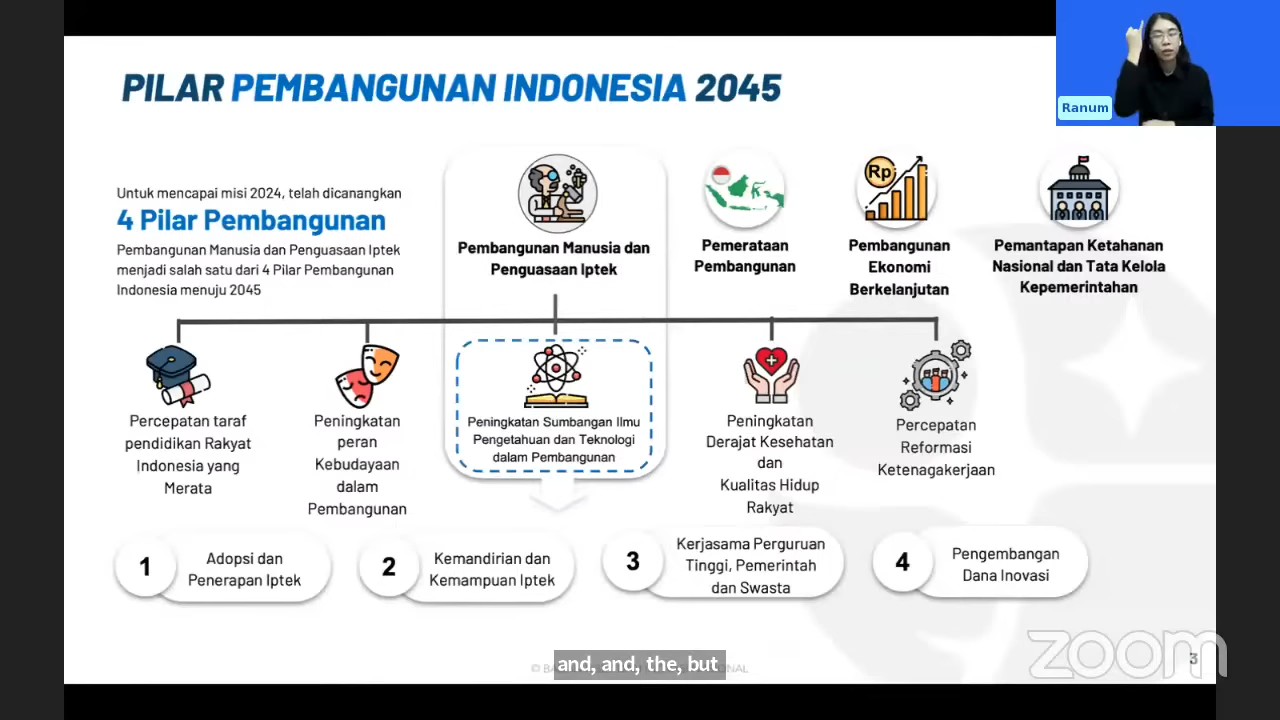 Ranum
PILAR PEMBANGUNAN INDONESIA 2045
Untuk mencapai misi 2024, telah dicanangkan
4 Pilar Pembangunan
Pembangunan Manusia dan Penguasaan Iptek
menjadi salah satu dari 4 Pilar Pembangunan
Indonesia menuju 2045
Pembangunan Manusia dan
Penguasaan Iptek
Pemerataan
Pembangunan
Rp
Pembangunan
Ekonomi
Berkelanjutan
Pemantapan Ketahanan
Nasional dan Tata Kelola
Kepemerintahan
Percepatan taraf
pendidikan Rakyat
Indonesia yang
Merata
Peningkatan
peran
Kebudayaan
dalam
Pembangunan
Peningkatan Sumbangan Ilmu
Pengetahuan dan Teknologi
dalam Pembangunan
Peningkatan
Derajat Kesehatan
dan
Kualitas Hidup
Rakyat
Percepatan
Reformasi
Ketenagakerjaan
1
Adopsi dan
Penerapan Iptek
2
Kemandirian dan
Kemampuan Iptek
3
Kerjasama Perguruan
Tinggi, Pemerintah
dan Swasta
4
Pengembangan
Dana Inovasi
and, and, the, but
zoom
3